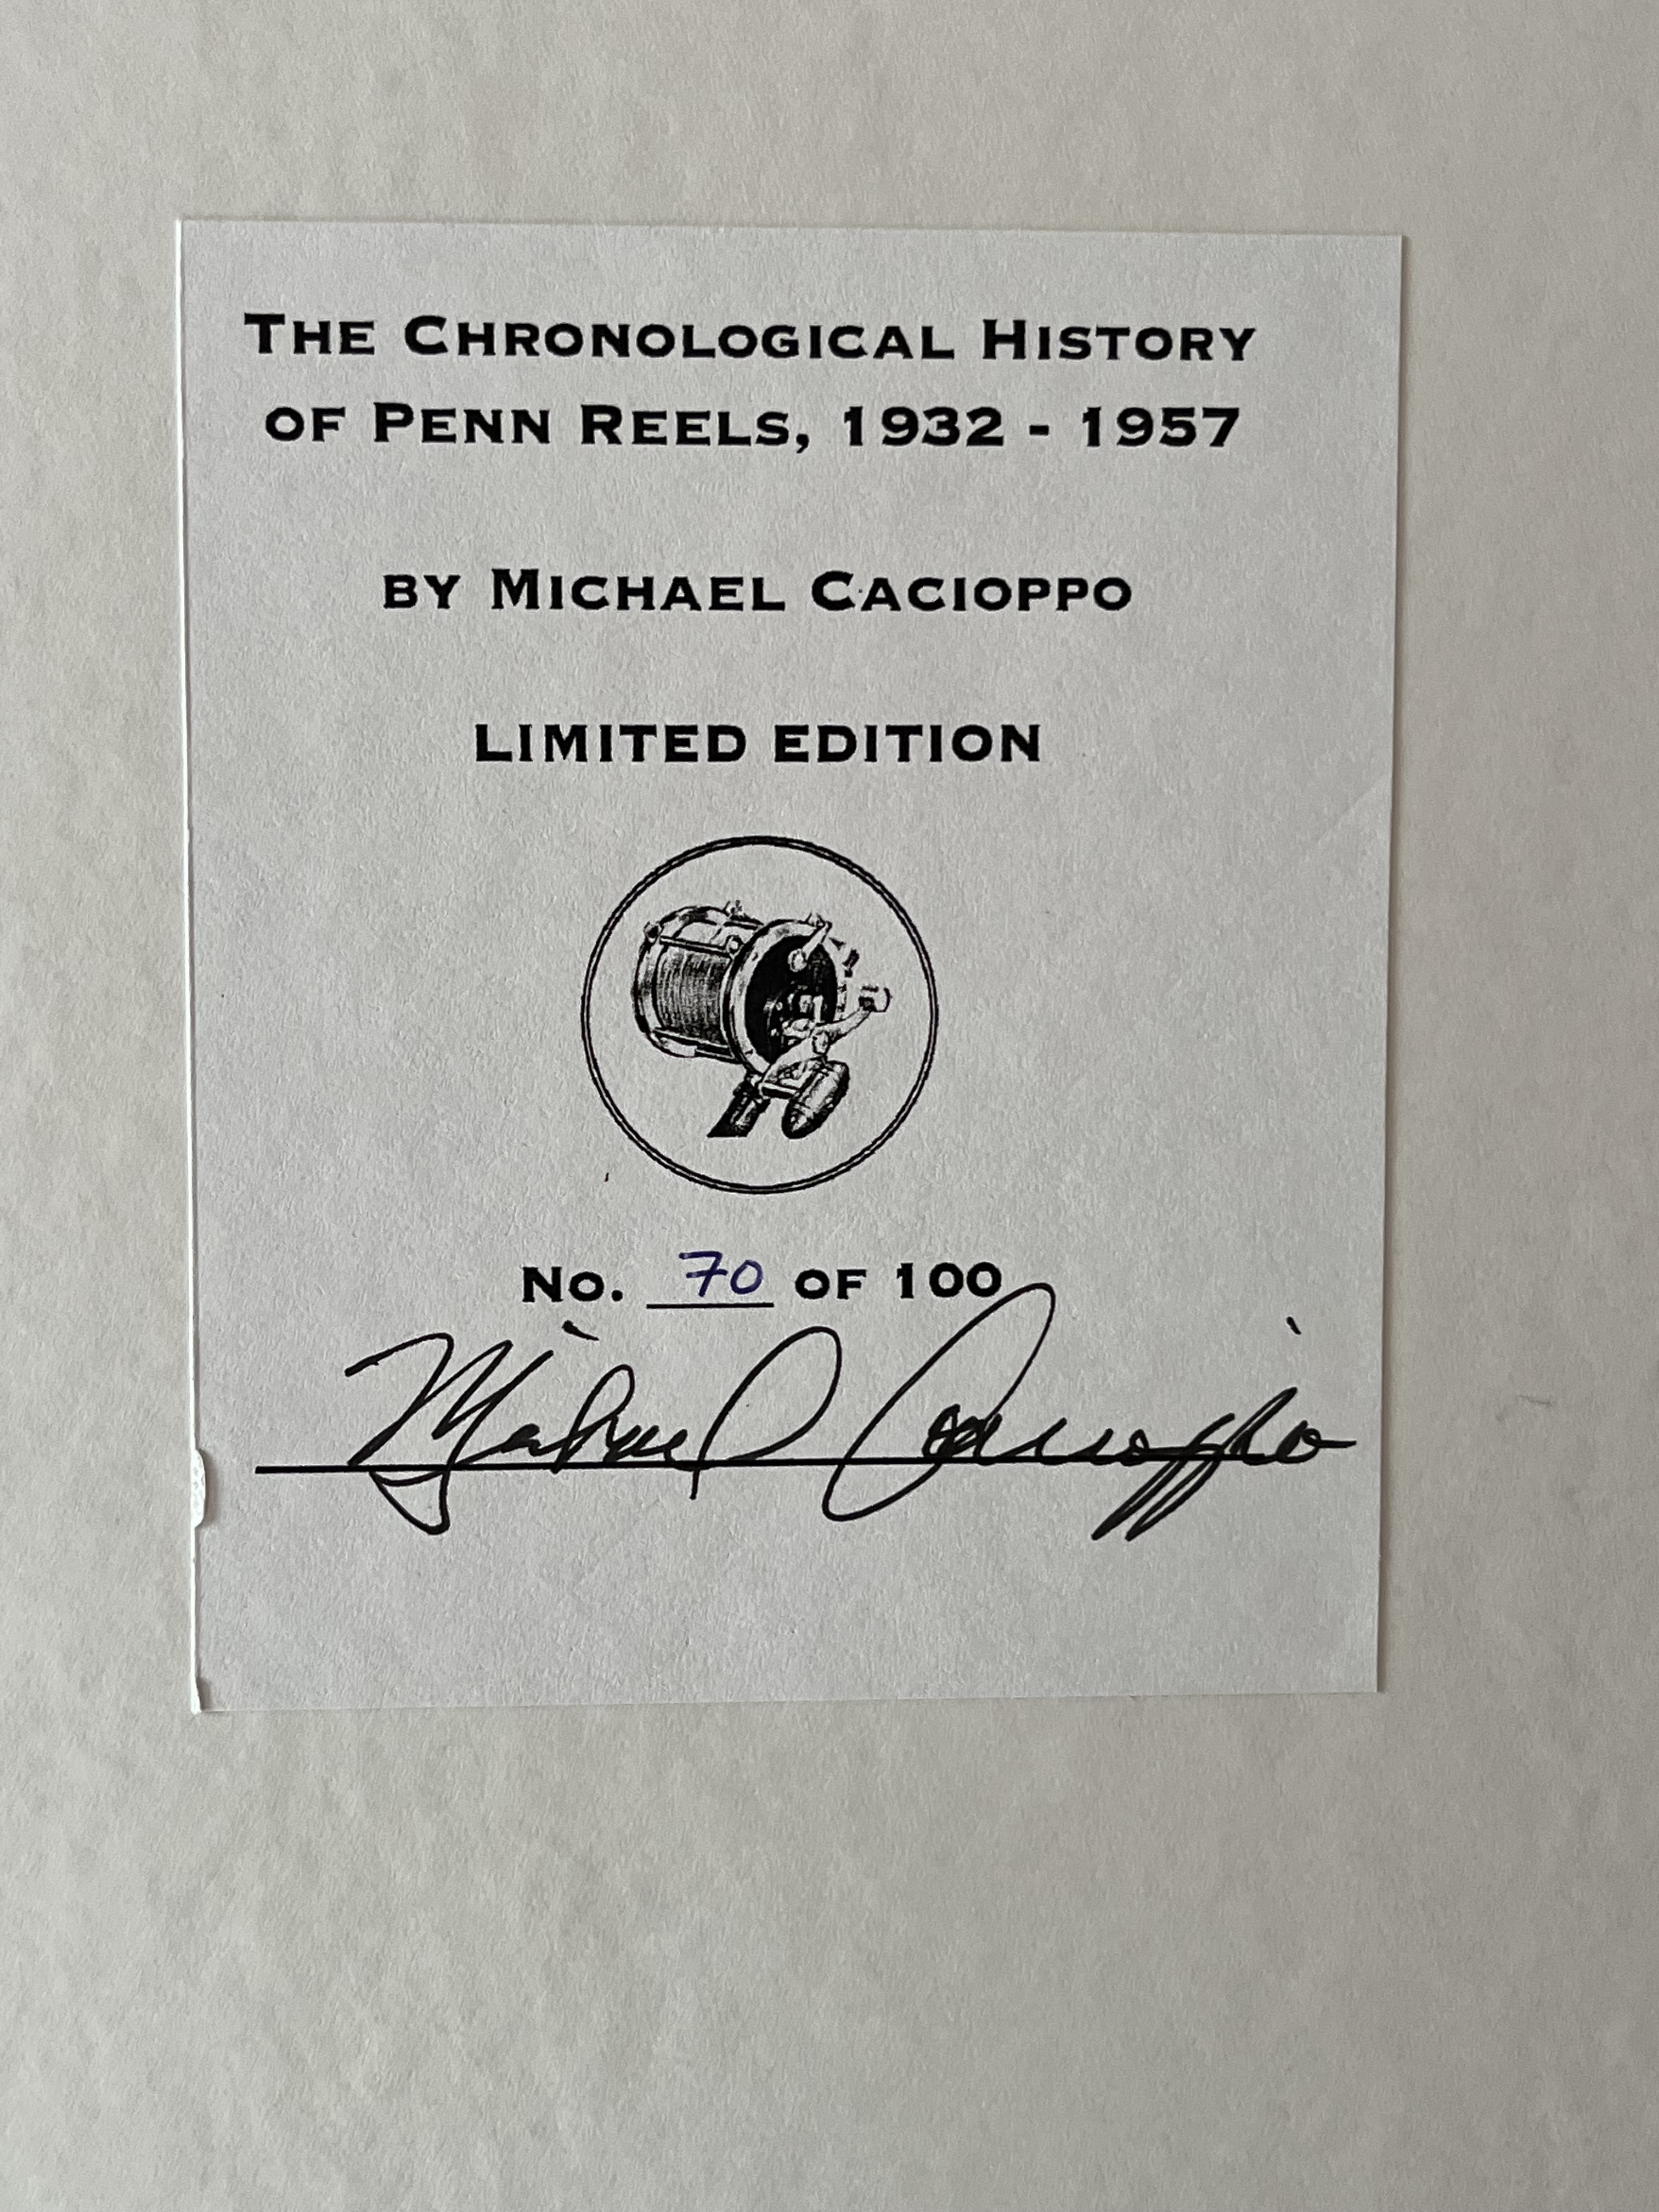 THE CHRONOLOGICAL HISTORY
OF PENN REELS, 1932 - 1957
BY MICHAEL CACIOPPO
LIMITED EDITION
No. 70 OF 100
Michael Cacioppo